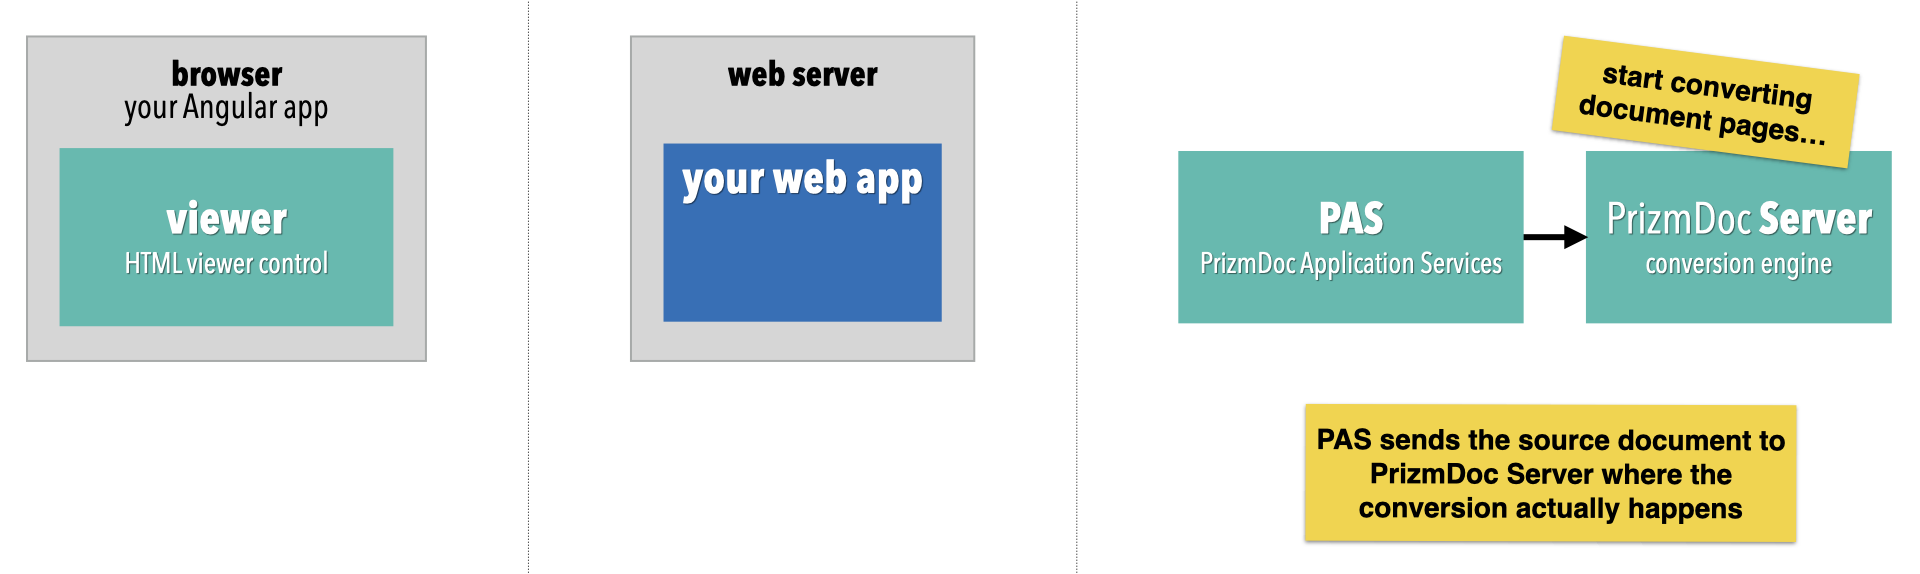 browser
your Angular app
viewer
HTML viewer control
web server
your web app
start converting
document pages...
PAS
PrizmDoc Application Services
PrizmDoc Server
conversion engine
PAS sends the source document to
PrizmDoc Server where the
conversion actually happens